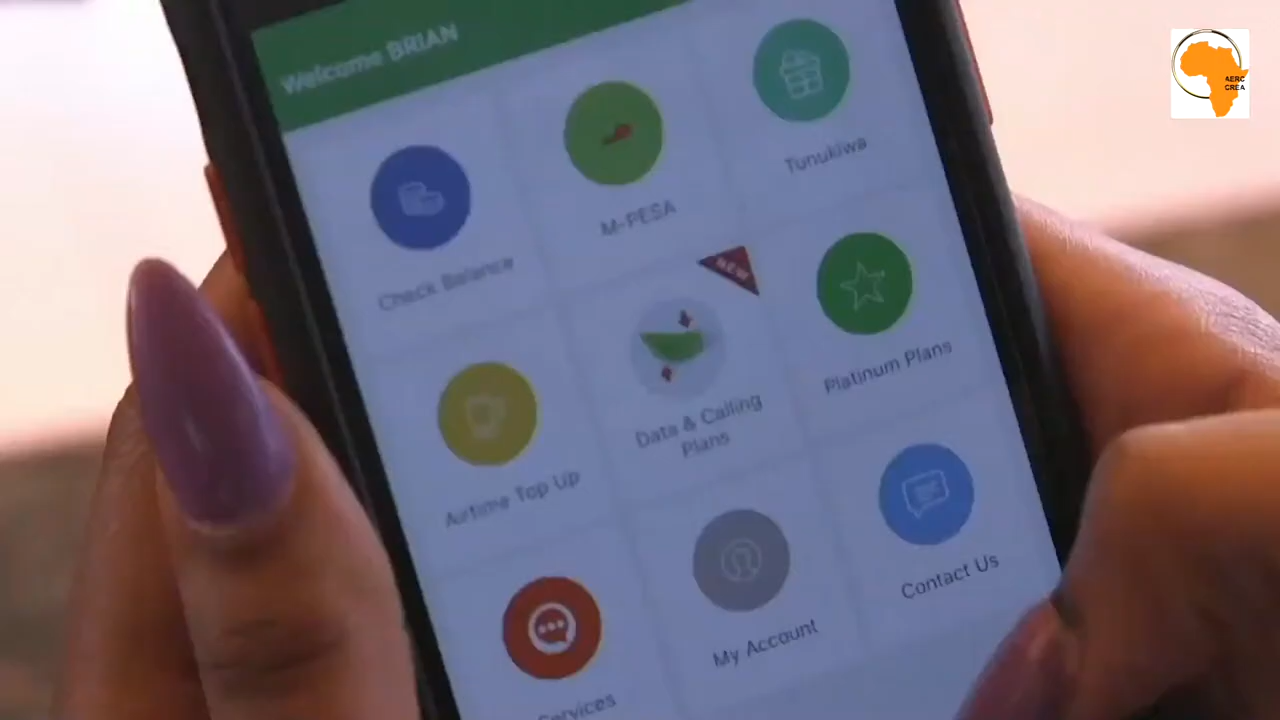 Welcome BRIAN
Check Balance
M-PESA
Tunukiwa
Airtime Top Up
NEW
Data & Calling
Plans
Platinum Plans
Services
My Account
Contact Us
AERC
CREA